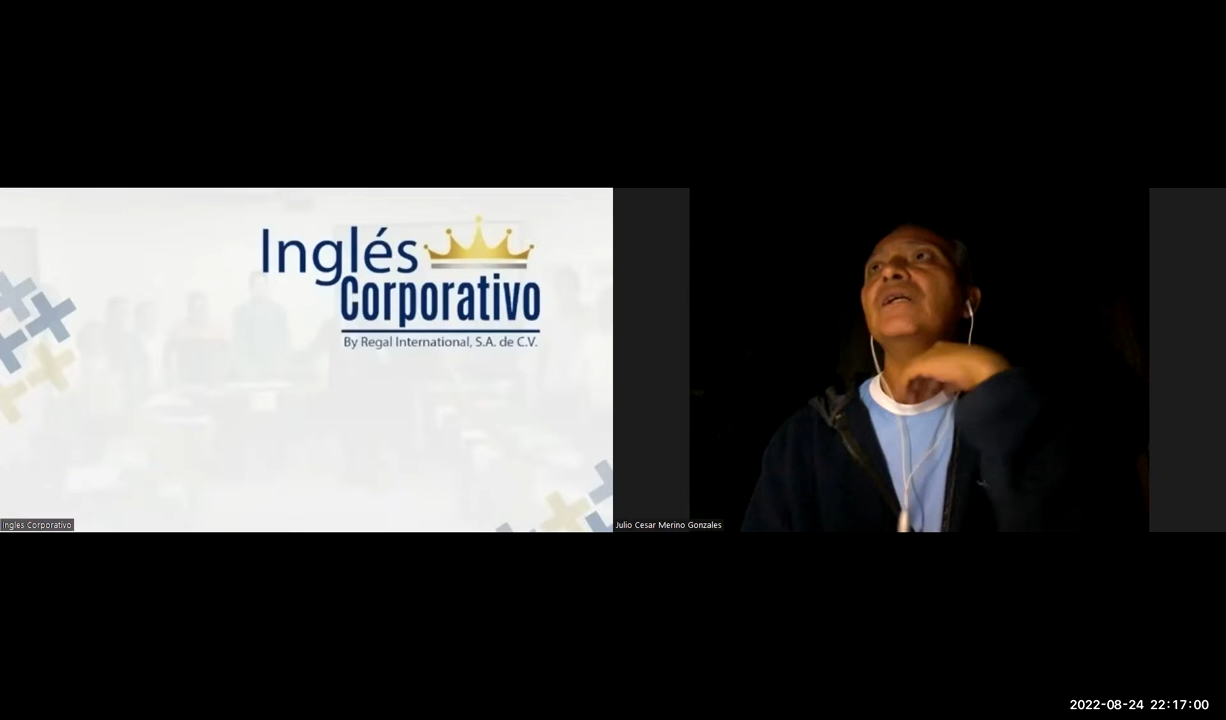 Inglés
Corporativo
By Regal International, S.A. de C.V.
Ingles Corporativo
Julio Cesar Merino Gonzales
2022-08-24 22:17:00